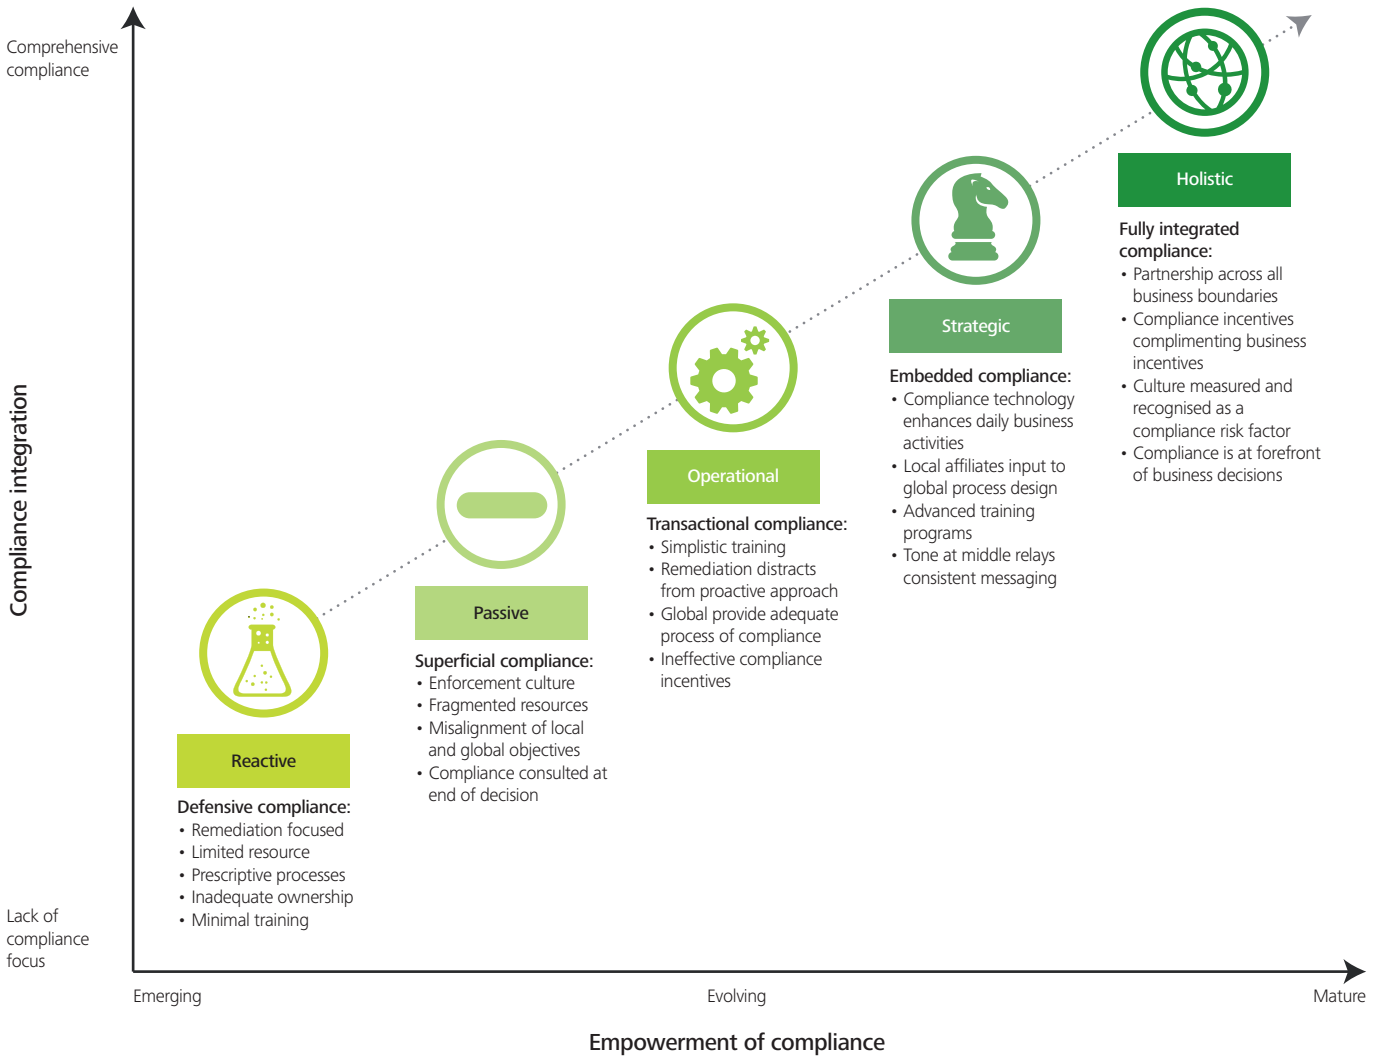 Comprehensive
compliance
Compliance integration
Lack of
compliance
focus
Reactive
Defensive compliance:
• Remediation focused
• Limited resource
• Prescriptive processes
• Inadequate ownership
• Minimal training
Passive
Superficial compliance:
• Enforcement culture
• Fragmented resources
• Misalignment of local
and global objectives
• Compliance consulted at
end of decision
Operational
Transactional compliance:
• Simplistic training
• Remediation distracts
from proactive approach
• Global provide adequate
process of compliance
• Ineffective compliance
incentives
Strategic
Embedded compliance:
• Compliance technology
enhances daily business
activities
• Local affiliates input to
global process design
• Advanced training
programs
• Tone at middle relays
consistent messaging
Holistic
Fully integrated
compliance:
• Partnership across all
business boundaries
• Compliance incentives
complimenting business
incentives
• Culture measured and
recognised as a
compliance risk factor
• Compliance is at forefront
of business decisions
Emerging
Evolving
Mature
Empowerment of compliance